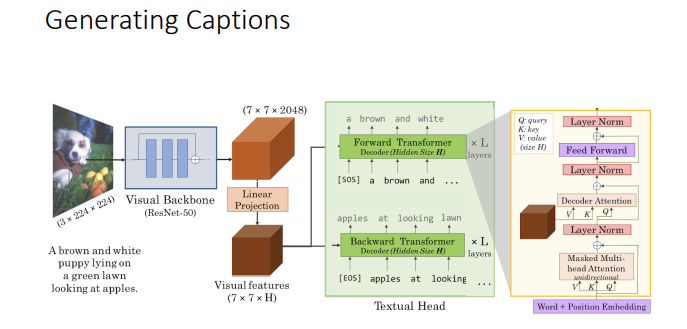 Generating Captions
(3 × 224 × 224)
A brown and white
puppy lying on
a green lawn
looking at apples.
Visual Backbone
(ResNet-50)
(7 × 7 × 2048)
Linear
Projection
Visual features
(7 × 7 × H)
a brown and white
Forward Transformer
Decoder (Hidden Size H)
× L
layers
[SOS] a brown and ...
apples at looking lawn
Backward Transformer
Decoder (Hidden Size H)
× L
layers
[EOS] apples at looking ...
Textual Head
Q: query
K: key
V: value
(size H)
Layer Norm
Feed Forward
Layer Norm
Decoder Attention
V K Q
Layer Norm
Masked Multi-
head Attention
unidirectional
V K Q
Word + Position Embedding